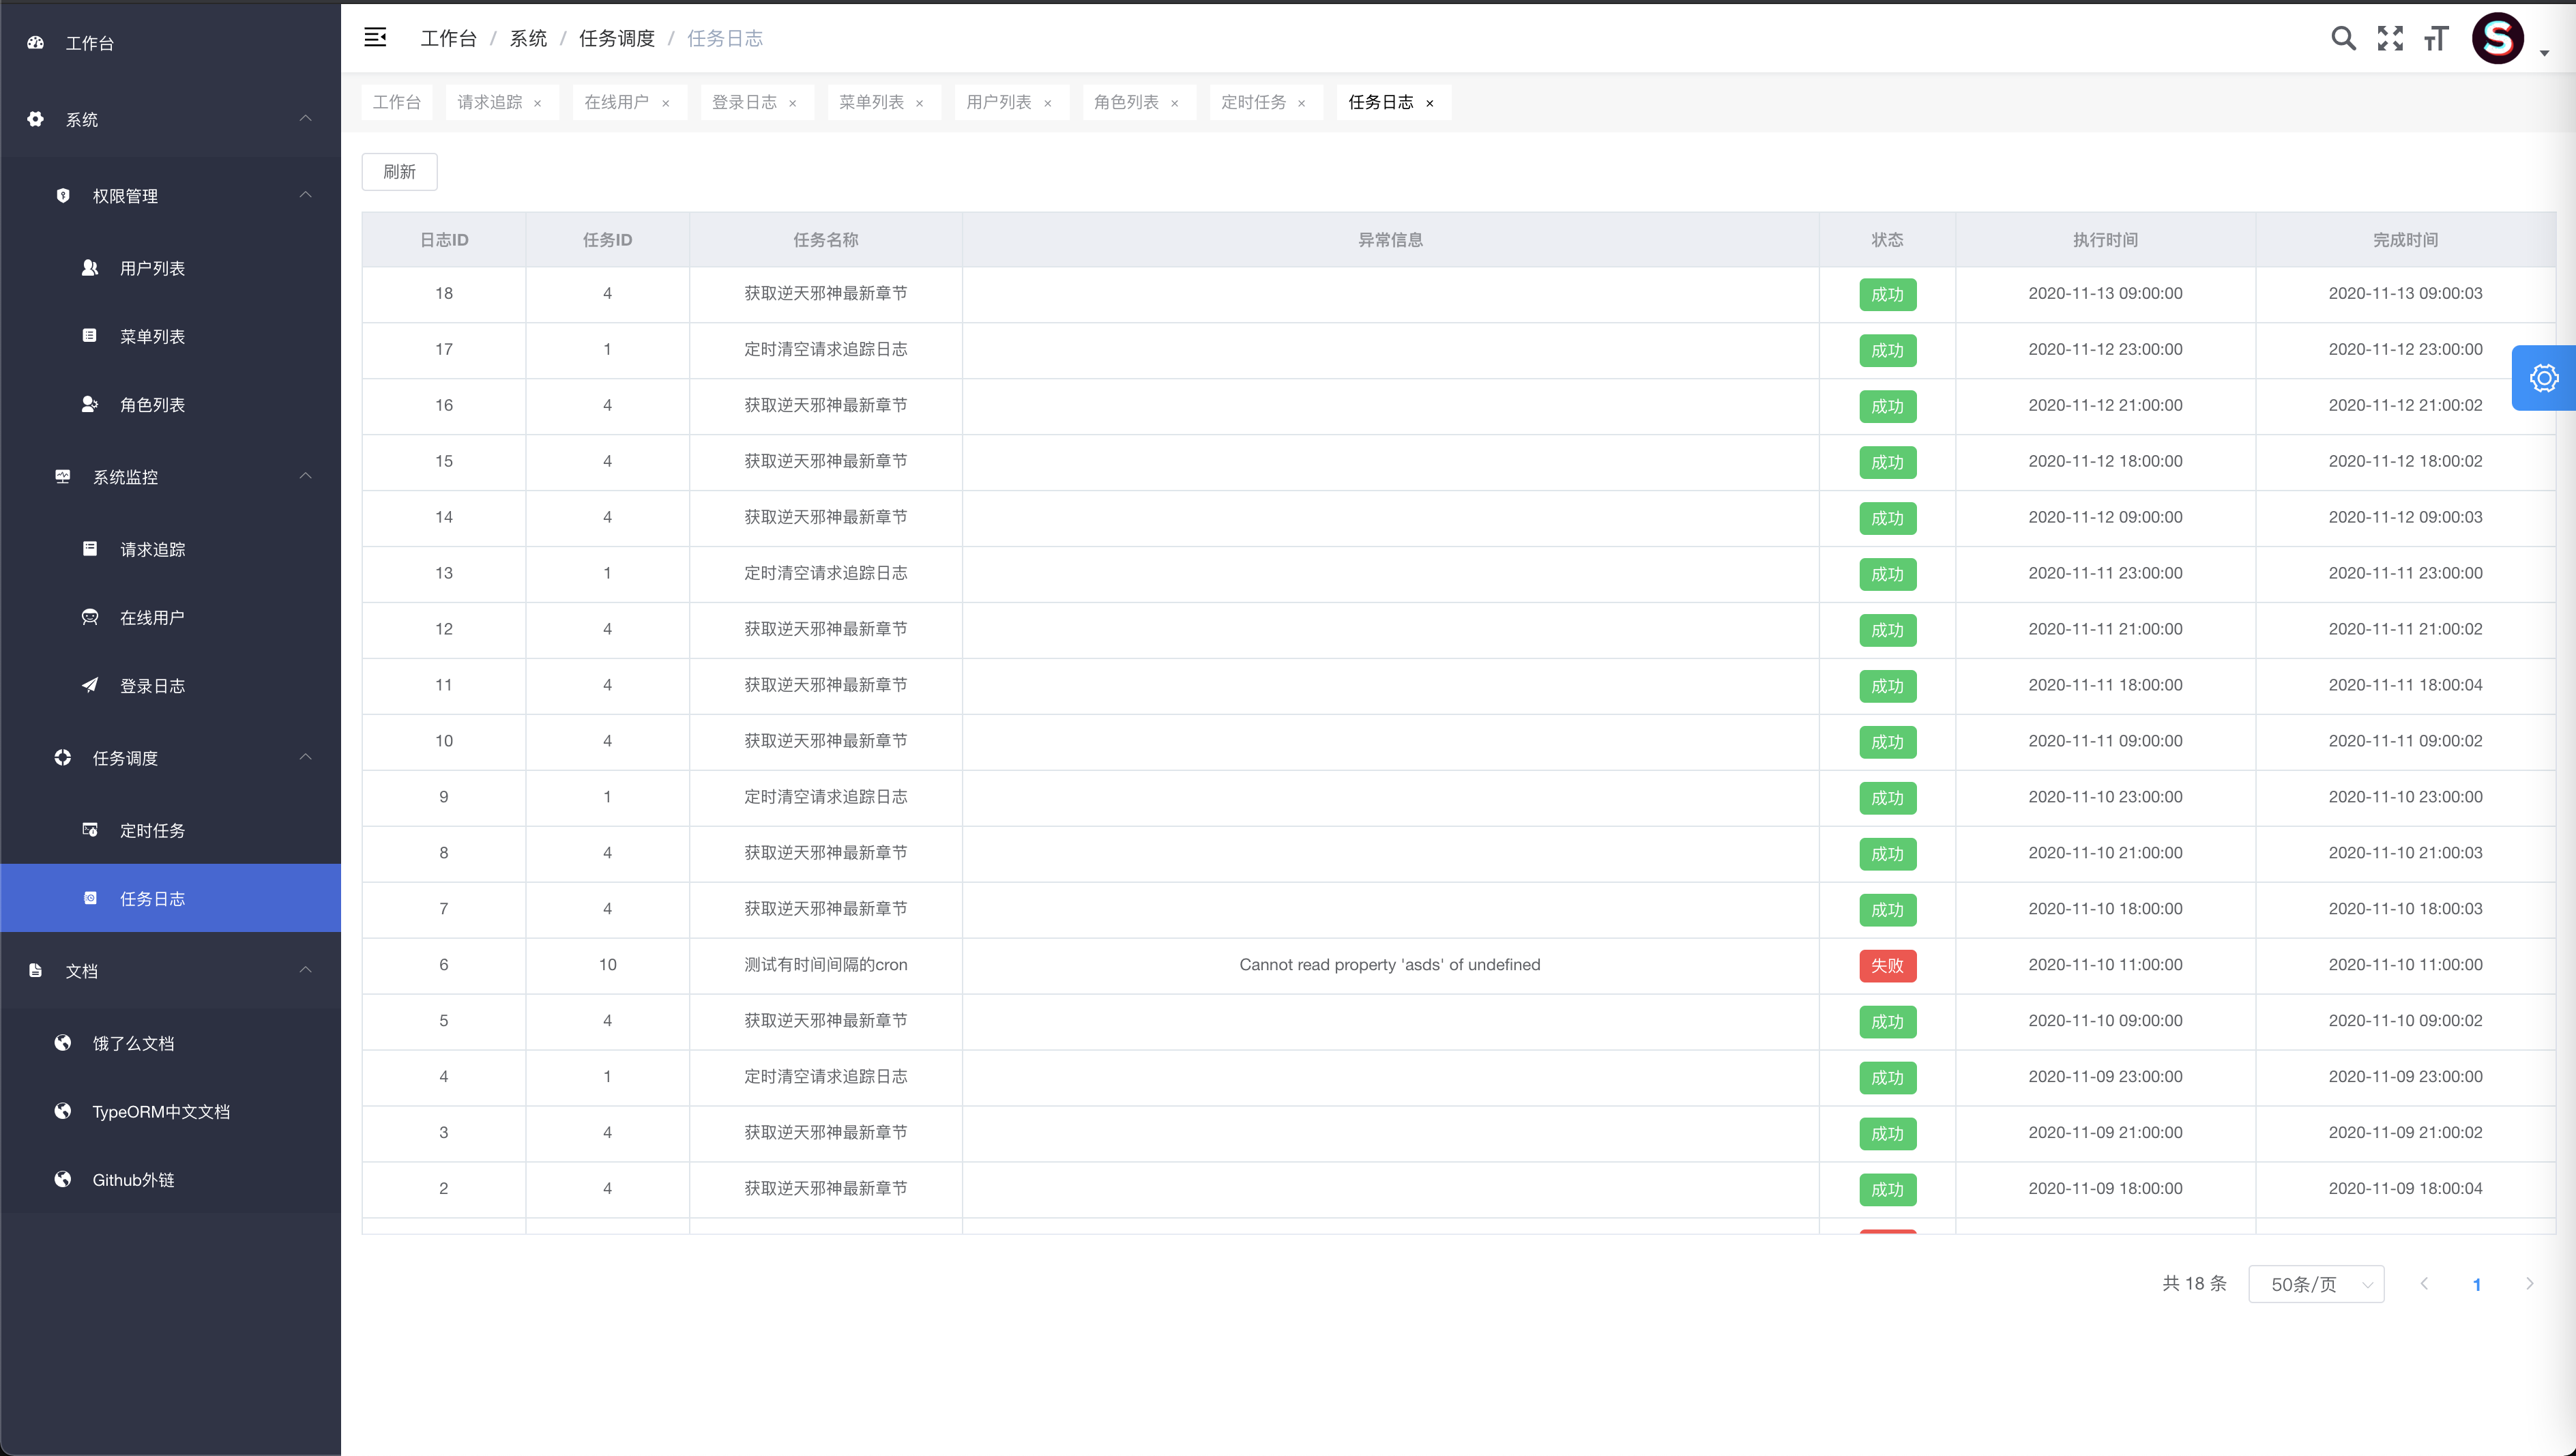 工作台
系统
权限管理
用户列表
菜单列表
角色列表
系统监控
请求追踪
在线用户
登录日志
任务调度
定时任务
任务日志
文档
饿了么文档
TypeORM中文文档
Github外链
工作台 / 系统 / 任务调度 / 任务日志
S
工作台 请求追踪 × 在线用户 × 登录日志 × 菜单列表 × 用户列表 × 角色列表 × 定时任务 × 任务日志 ×
刷新
日志ID 任务ID 任务名称 异常信息 状态 执行时间 完成时间
18 4 获取逆天邪神最新章节 成功 2020-11-13 09:00:00 2020-11-13 09:00:03
17 1 定时清空请求追踪日志 成功 2020-11-12 23:00:00 2020-11-12 23:00:00
16 4 获取逆天邪神最新章节 成功 2020-11-12 21:00:00 2020-11-12 21:00:02
15 4 获取逆天邪神最新章节 成功 2020-11-12 18:00:00 2020-11-12 18:00:02
14 4 获取逆天邪神最新章节 成功 2020-11-12 09:00:00 2020-11-12 09:00:03
13 1 定时清空请求追踪日志 成功 2020-11-11 23:00:00 2020-11-11 23:00:00
12 4 获取逆天邪神最新章节 成功 2020-11-11 21:00:00 2020-11-11 21:00:02
11 4 获取逆天邪神最新章节 成功 2020-11-11 18:00:00 2020-11-11 18:00:04
10 4 获取逆天邪神最新章节 成功 2020-11-11 09:00:00 2020-11-11 09:00:02
9 1 定时清空请求追踪日志 成功 2020-11-10 23:00:00 2020-11-10 23:00:00
8 4 获取逆天邪神最新章节 成功 2020-11-10 21:00:00 2020-11-10 21:00:03
7 4 获取逆天邪神最新章节 成功 2020-11-10 18:00:00 2020-11-10 18:00:03
6 10 测试有时间间隔的cron Cannot read property 'asds' of undefined 失败 2020-11-10 11:00:00 2020-11-10 11:00:00
5 4 获取逆天邪神最新章节 成功 2020-11-10 09:00:00 2020-11-10 09:00:02
4 1 定时清空请求追踪日志 成功 2020-11-09 23:00:00 2020-11-09 23:00:00
3 4 获取逆天邪神最新章节 成功 2020-11-09 21:00:00 2020-11-09 21:00:02
2 4 获取逆天邪神最新章节 成功 2020-11-09 18:00:00 2020-11-09 18:00:04
共 18 条 50条/页 1